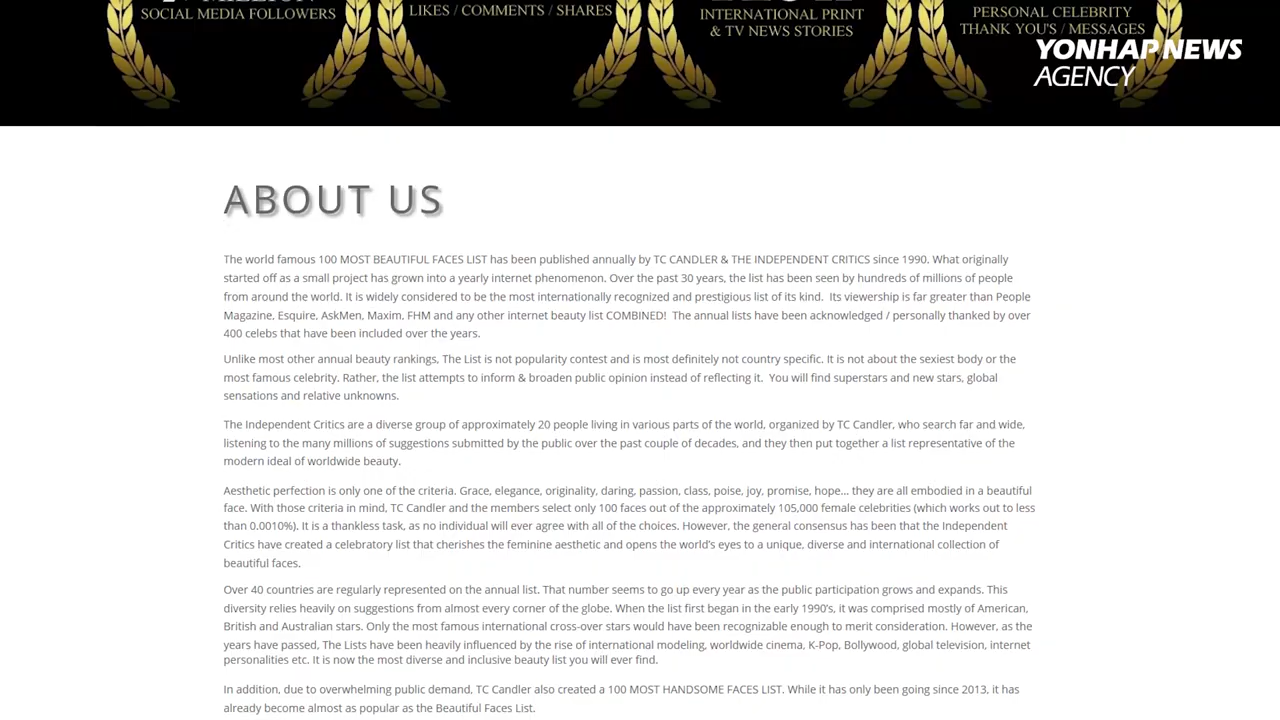 MILLION
SOCIAL MEDIA FOLLOWERS
LIKES / COMMENTS / SHARES
INTERNATIONAL PRINT
& TV NEWS STORIES
PERSONAL CELEBRITY
THANK YOU'S / MESSAGES
YONHAP NEWS
AGENCY
ABOUT US
The world famous 100 MOST BEAUTIFUL FACES LIST has been published annually by TC CANDLER & THE INDEPENDENT CRITICS since 1990. What originally
started off as a small project has grown into a yearly internet phenomenon. Over the past 30 years, the list has been seen by hundreds of millions of people
from around the world. It is widely considered to be the most internationally recognized and prestigious list of its kind.  Its viewership is far greater than People
Magazine, Esquire, AskMen, Maxim, FHM and any other internet beauty list COMBINED!  The annual lists have been acknowledged / personally thanked by over
400 celebs that have been included over the years.
Unlike most other annual beauty rankings, The List is not popularity contest and is most definitely not country specific. It is not about the sexiest body or the
most famous celebrity. Rather, the list attempts to inform & broaden public opinion instead of reflecting it.  You will find superstars and new stars, global
sensations and relative unknowns.
The Independent Critics are a diverse group of approximately 20 people living in various parts of the world, organized by TC Candler, who search far and wide,
listening to the many millions of suggestions submitted by the public over the past couple of decades, and they then put together a list representative of the
modern ideal of worldwide beauty.
Aesthetic perfection is only one of the criteria. Grace, elegance, originality, daring, passion, class, poise, joy, promise, hope... they are all embodied in a beautiful
face. With those criteria in mind, TC Candler and the members select only 100 faces out of the approximately 105,000 female celebrities (which works out to less
than 0.0010%). It is a thankless task, as no individual will ever agree with all of the choices. However, the general consensus has been that the Independent
Critics have created a celebratory list that cherishes the feminine aesthetic and opens the world's eyes to a unique, diverse and international collection of
beautiful faces.
Over 40 countries are regularly represented on the annual list. That number seems to go up every year as the public participation grows and expands. This
diversity relies heavily on suggestions from almost every corner of the globe. When the list first began in the early 1990's, it was comprised mostly of American,
British and Australian stars. Only the most famous international cross-over stars would have been recognizable enough to merit consideration. However, as the
years have passed, The Lists have been heavily influenced by the rise of international modeling, worldwide cinema, K-Pop, Bollywood, global television, internet
personalities etc. It is now the most diverse and inclusive beauty list you will ever find.
In addition, due to overwhelming public demand, TC Candler also created a 100 MOST HANDSOME FACES LIST. While it has only been going since 2013, it has
already become almost as popular as the Beautiful Faces List.